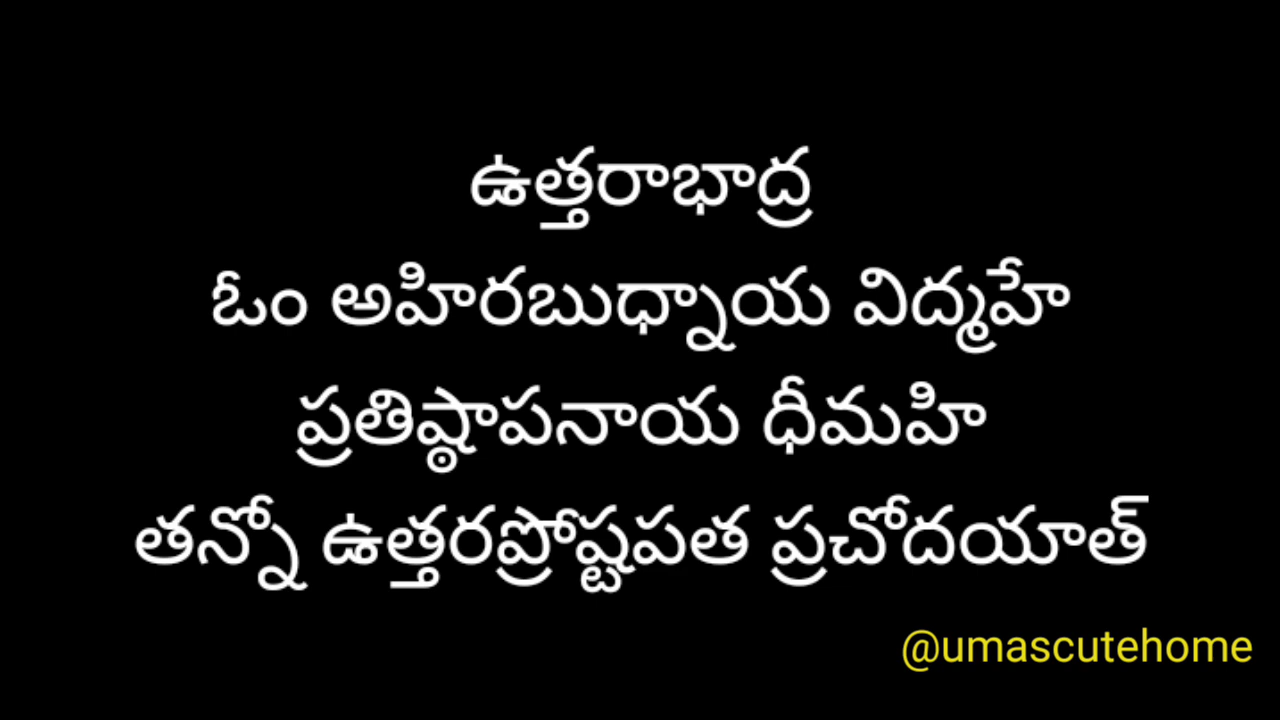 ఉత్తరాభాద్ర
ఓం అహిరబుధ్నాయ విద్మహే
ప్రతిష్ఠాపనాయ ధీమహి
తన్నో ఉత్తరప్రోష్టపత ప్రచోదయాత్
@umascutehome